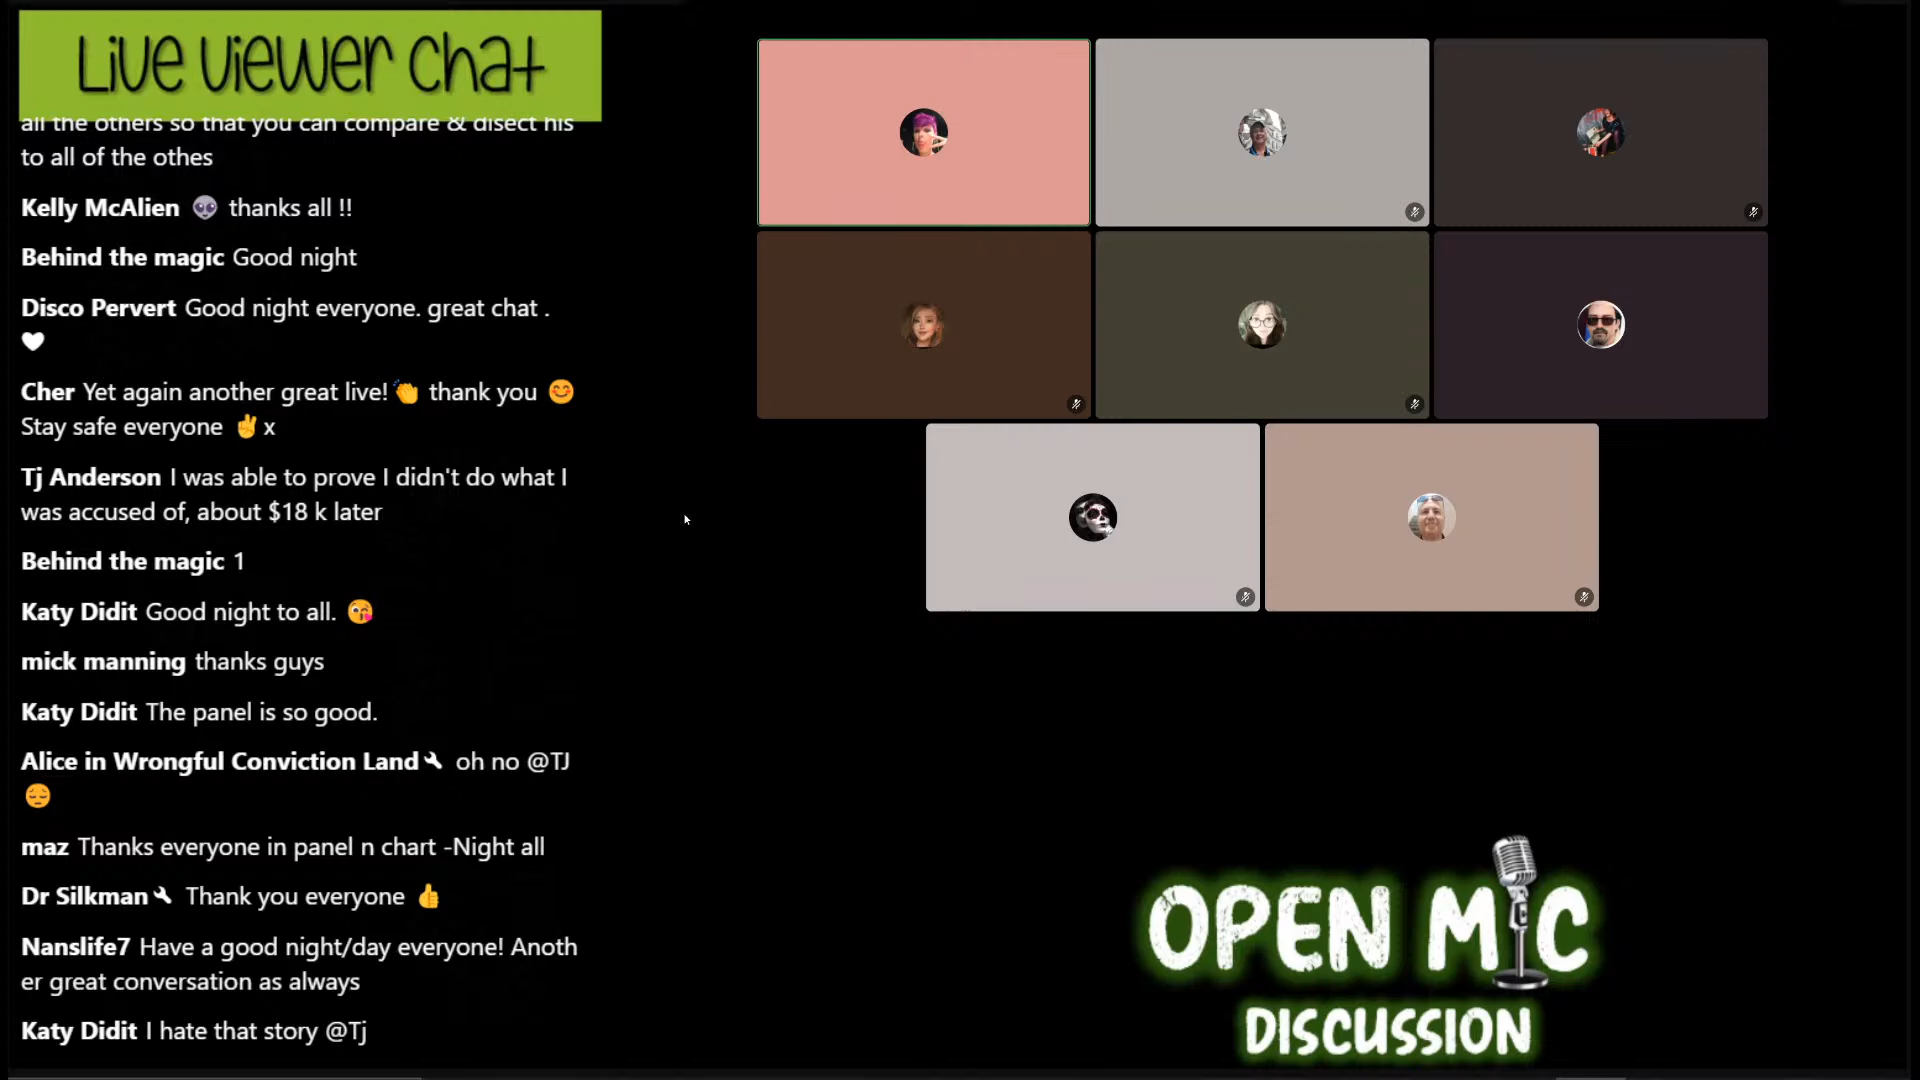 Live Viewer Chat
all the others so that you can compare & disect his
to all of the othes
Kelly McAlien 👽 thanks all !!
Behind the magic Good night
Disco Pervert Good night everyone. great chat .
🤍
Cher Yet again another great live! 👏 thank you 😊
Stay safe everyone ✌️ x
Tj Anderson I was able to prove I didn't do what I
was accused of, about $18 k later
Behind the magic 1
Katy Didit Good night to all. 😘
mick manning thanks guys
Katy Didit The panel is so good.
Alice in Wrongful Conviction Land oh no @TJ
😔
maz Thanks everyone in panel n chart -Night all
Dr Silkman Thank you everyone 👍
Nanslife7 Have a good night/day everyone! Anoth
er great conversation as always
Katy Didit I hate that story @Tj
OPEN MIC
DISCUSSION